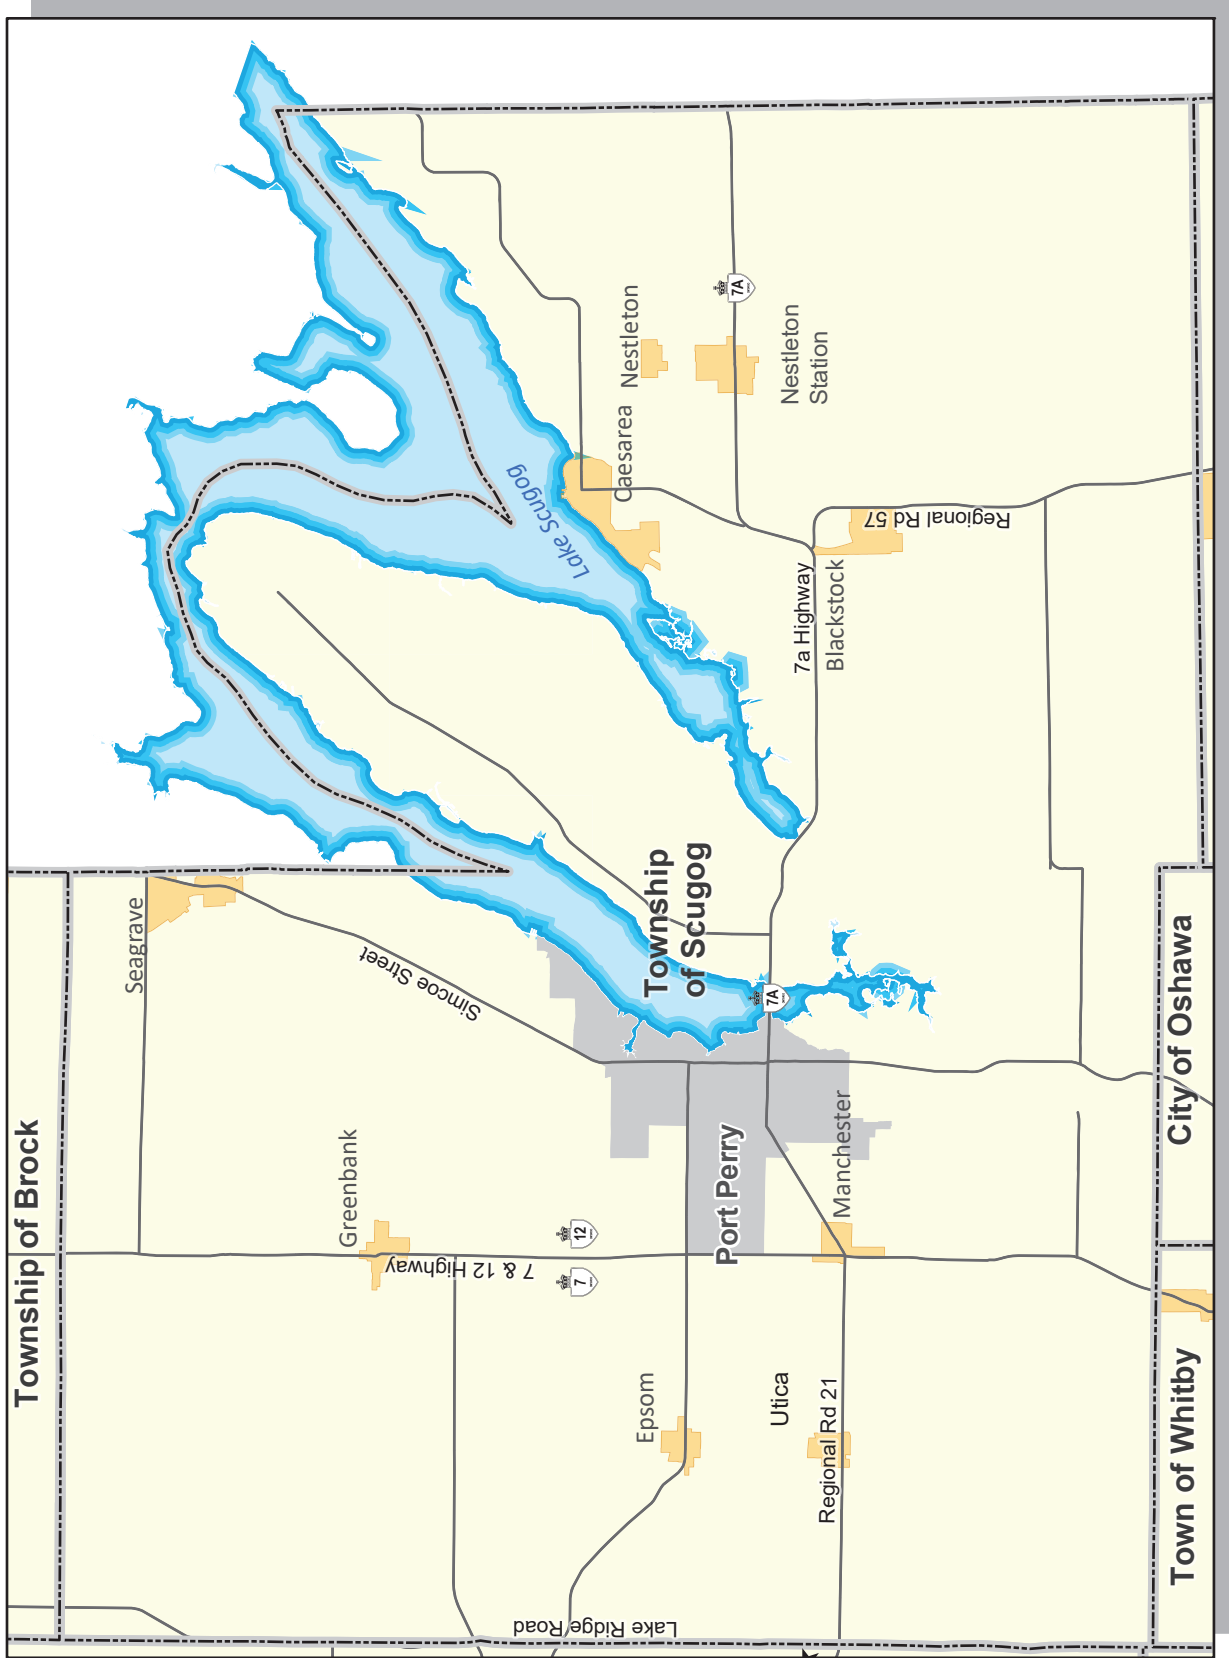 Township of Brock
Seagrave
Simcoe Street
Greenbank
7 & 12 Highway
12
7
Lake Scugog
Township
of Scugog
Port Perry
Epsom
Utica
Regional Rd 21
Manchester
7A
Lake Ridge Road
Caesarea
Nestleton
Nestleton
Station
7A
7a Highway
Blackstock
Regional Rd 57
City of Oshawa
Town of Whitby